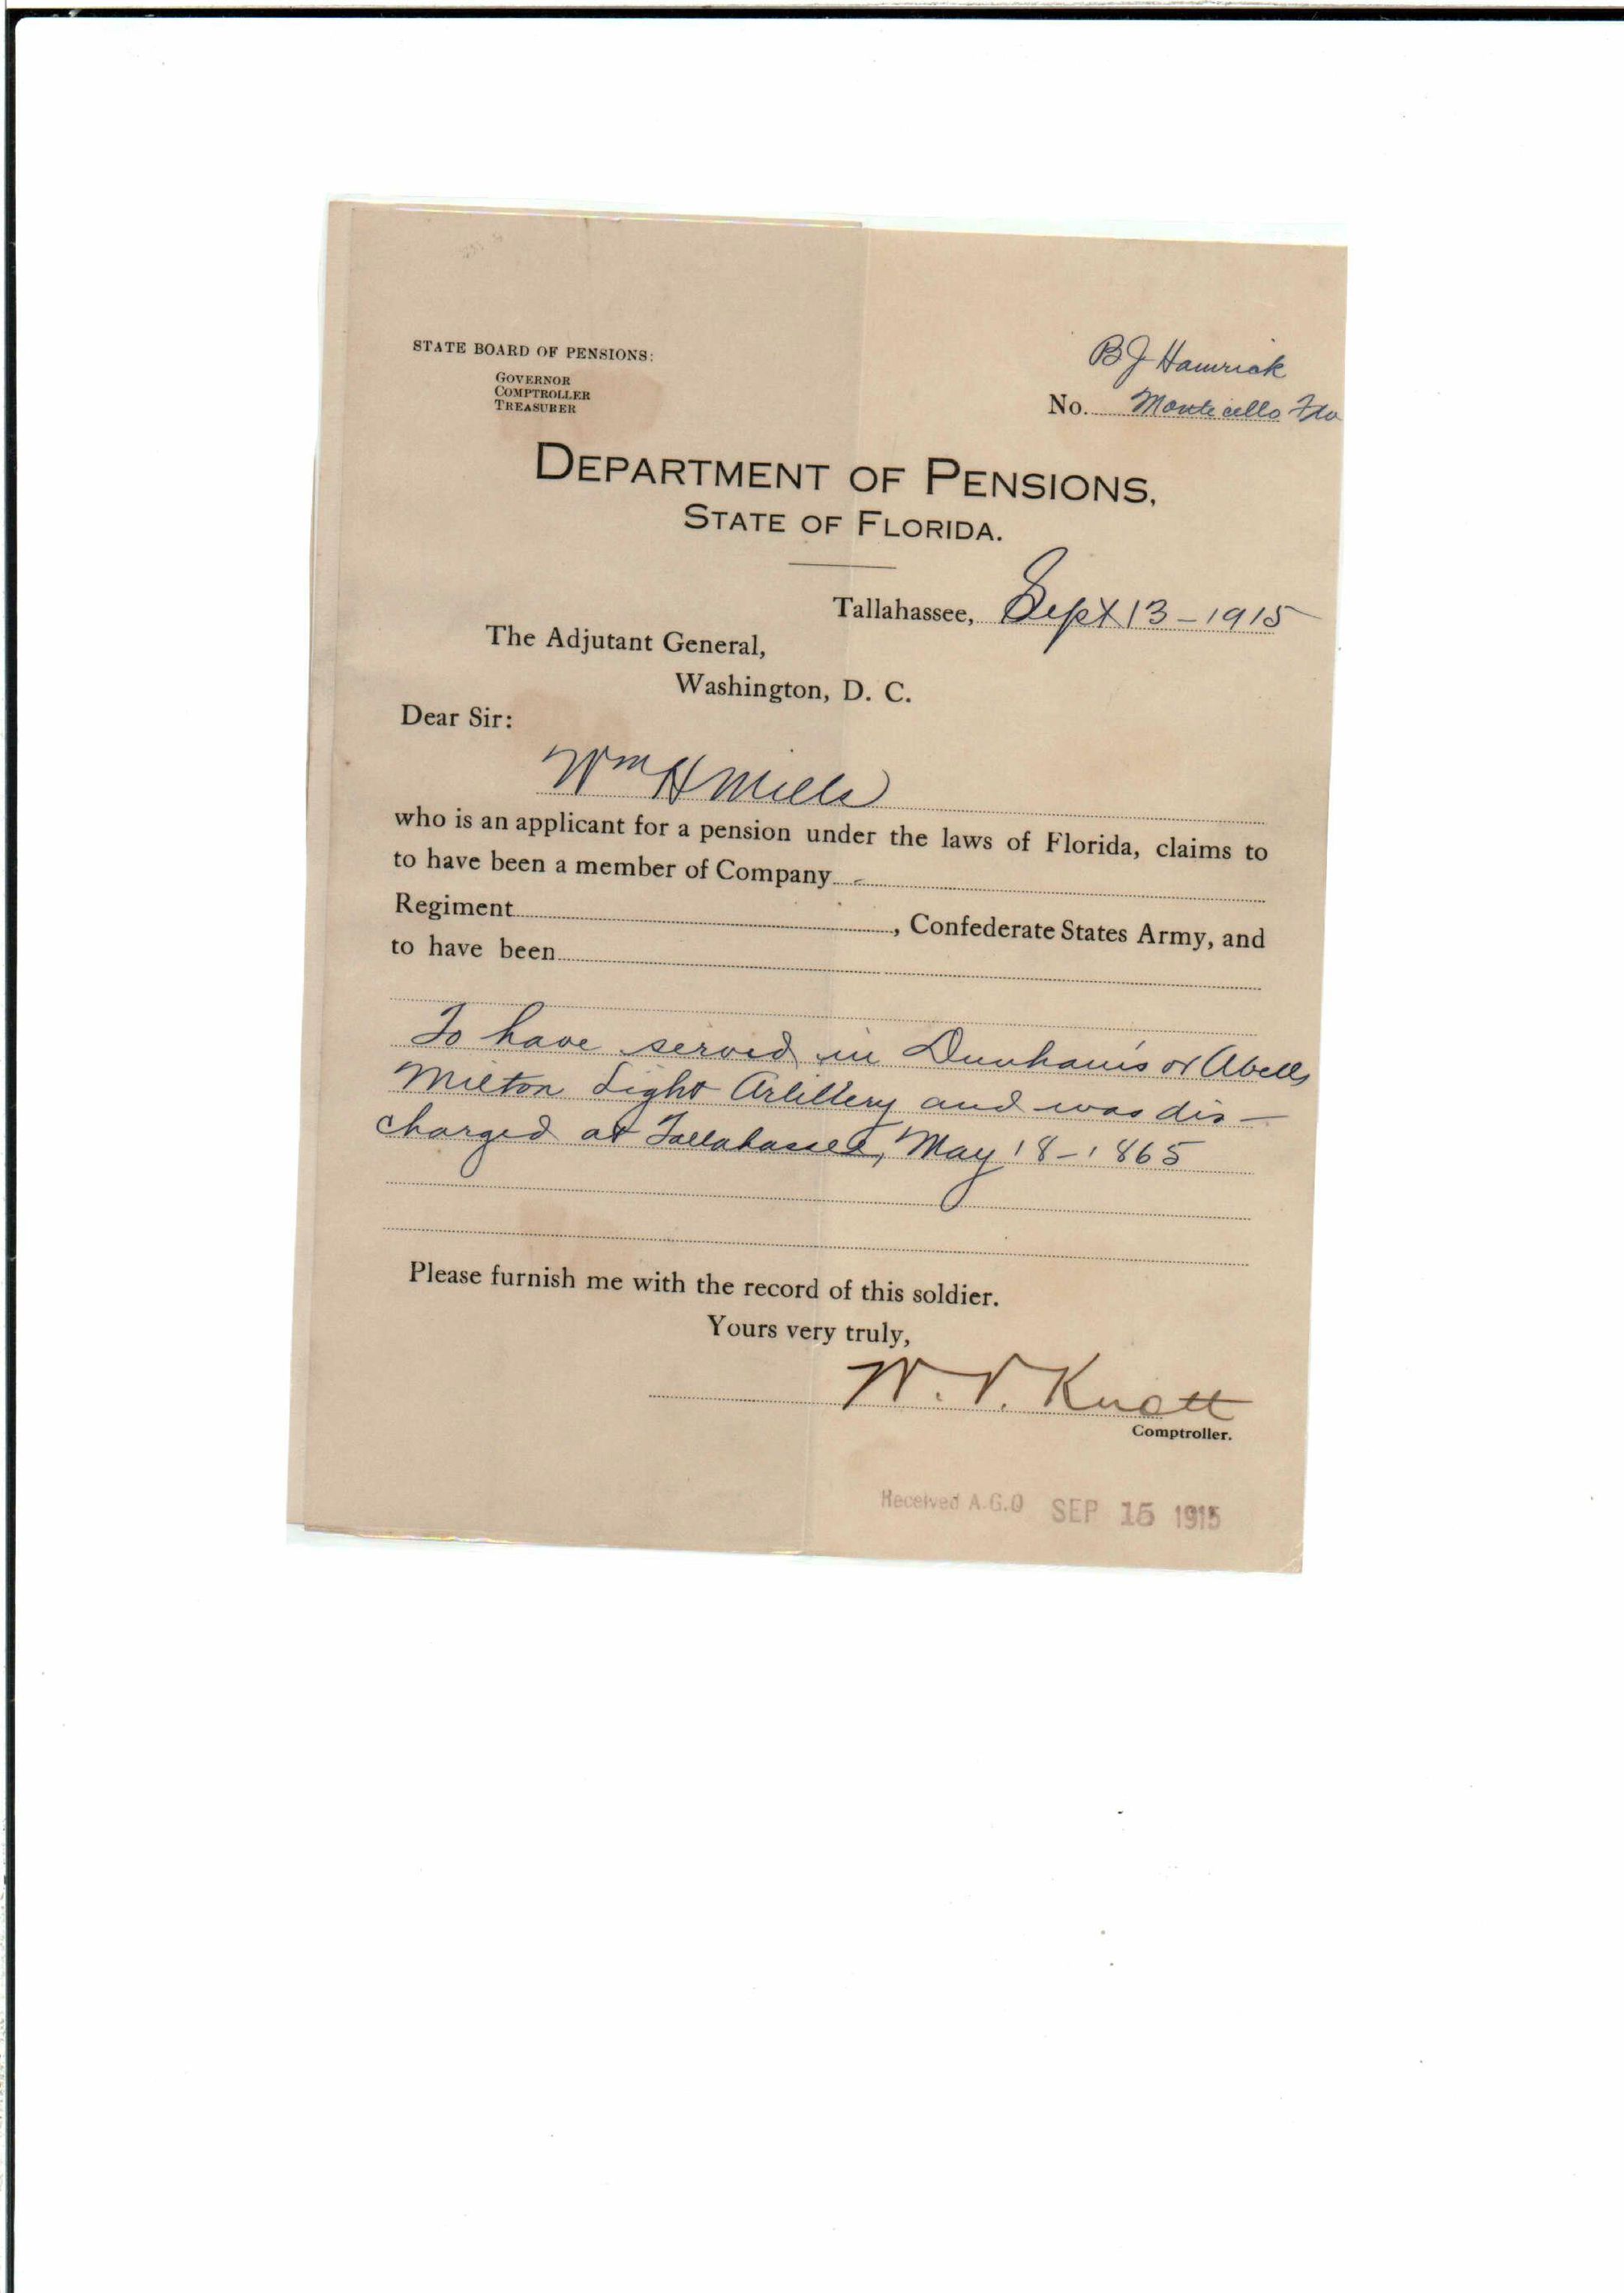 STATE BOARD OF PENSIONS:
GOVERNOR
COMPTROLLER
TREASURER
B J Hamrick
No. Monticello Fla
DEPARTMENT OF PENSIONS,
STATE OF FLORIDA.
Tallahassee, Sept 13-1915
The Adjutant General,
Washington, D. C.
Dear Sir:
Wm H Mills
who is an applicant for a pension under the laws of Florida, claims to
to have been a member of Company
Regiment, Confederate States Army, and
to have been
To have served in Dunham's or Abells
Milton Light Artillery and was dis-
charged at Tallahassee, May 18-1865
Please furnish me with the record of this soldier.
Yours very truly,
W. V. Knott
Comptroller.
Received A.G.O SEP 15 1915